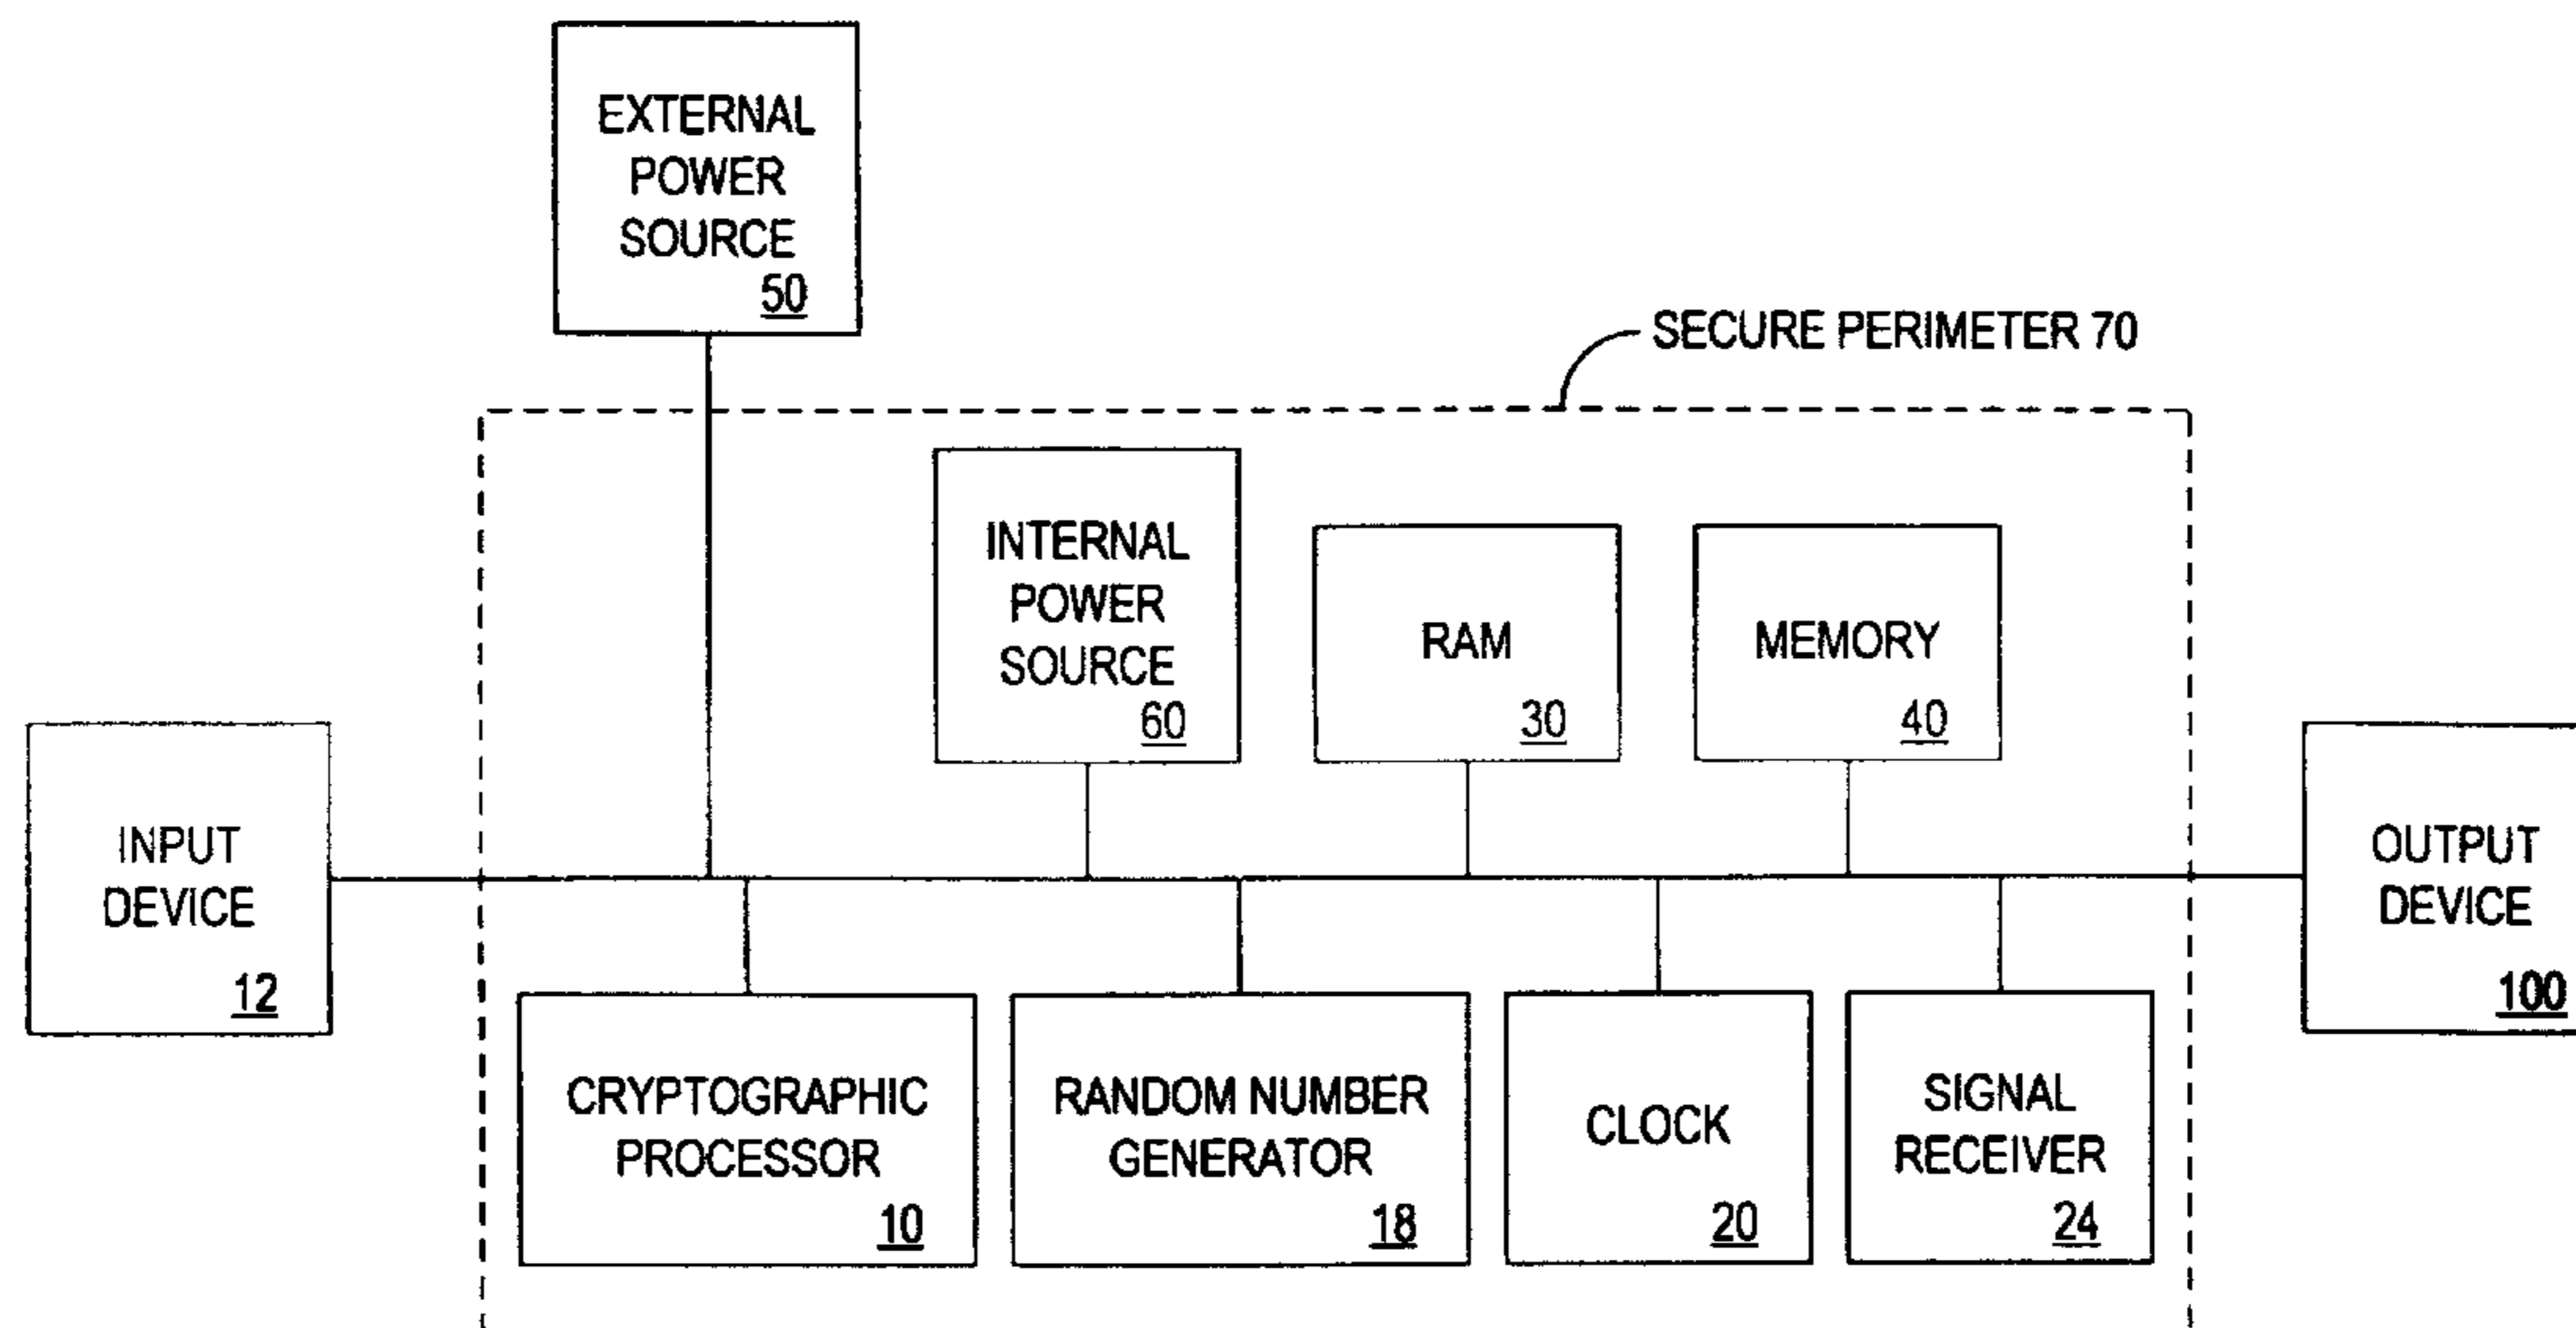 EXTERNAL
POWER
SOURCE
50
SECURE PERIMETER 70
INTERNAL
POWER
SOURCE
60
RAM
30
MEMORY
40
INPUT
DEVICE
12
OUTPUT
DEVICE
100
CRYPTOGRAPHIC
PROCESSOR
10
RANDOM NUMBER
GENERATOR
18
CLOCK
20
SIGNAL
RECEIVER
24